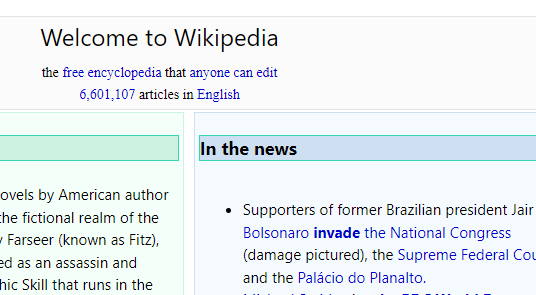 Welcome to Wikipedia
the free encyclopedia that anyone can edit
6,601,107 articles in English
In the news
ovels by American author
the fictional realm of the
Farseer (known as Fitz),
ed as an assassin and
hic Skill that runs in the
• Supporters of former Brazilian president Jair
Bolsonaro invade the National Congress
(damage pictured), the Supreme Federal Cou
and the Palácio do Planalto.